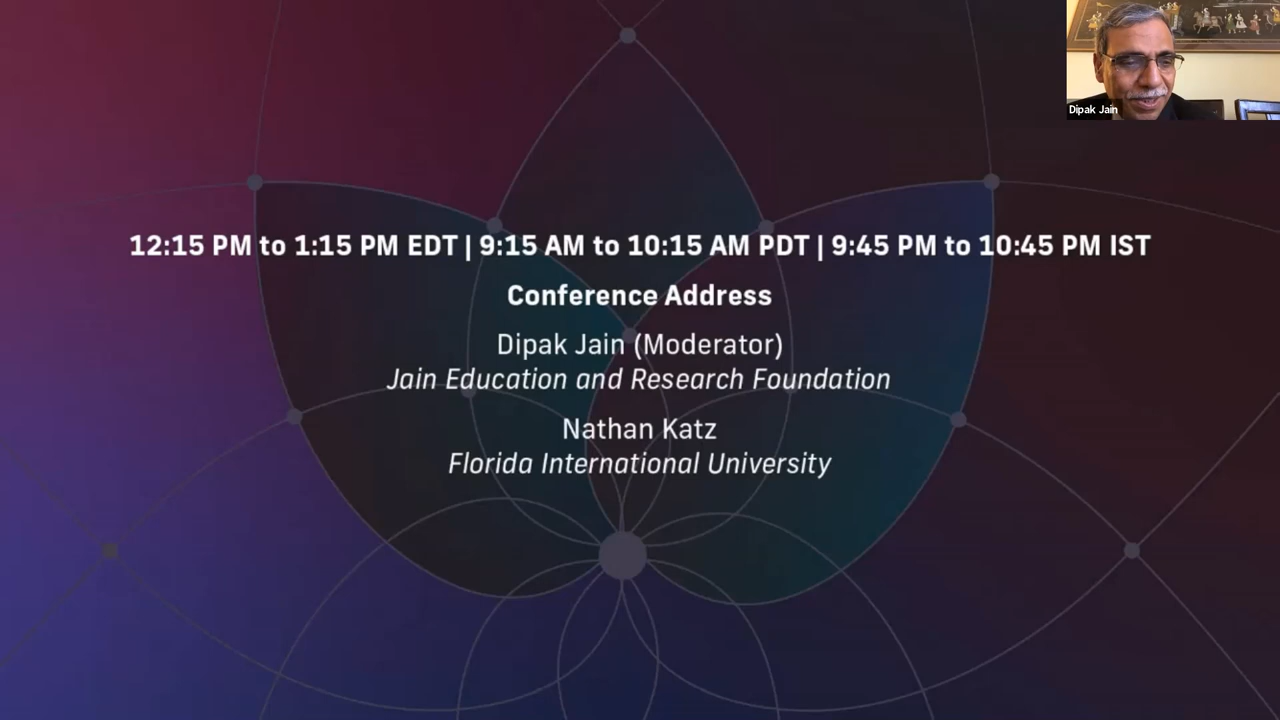 Dipak Jain
12:15 PM to 1:15 PM EDT | 9:15 AM to 10:15 AM PDT | 9:45 PM to 10:45 PM IST
Conference Address
Dipak Jain (Moderator)
Jain Education and Research Foundation
Nathan Katz
Florida International University